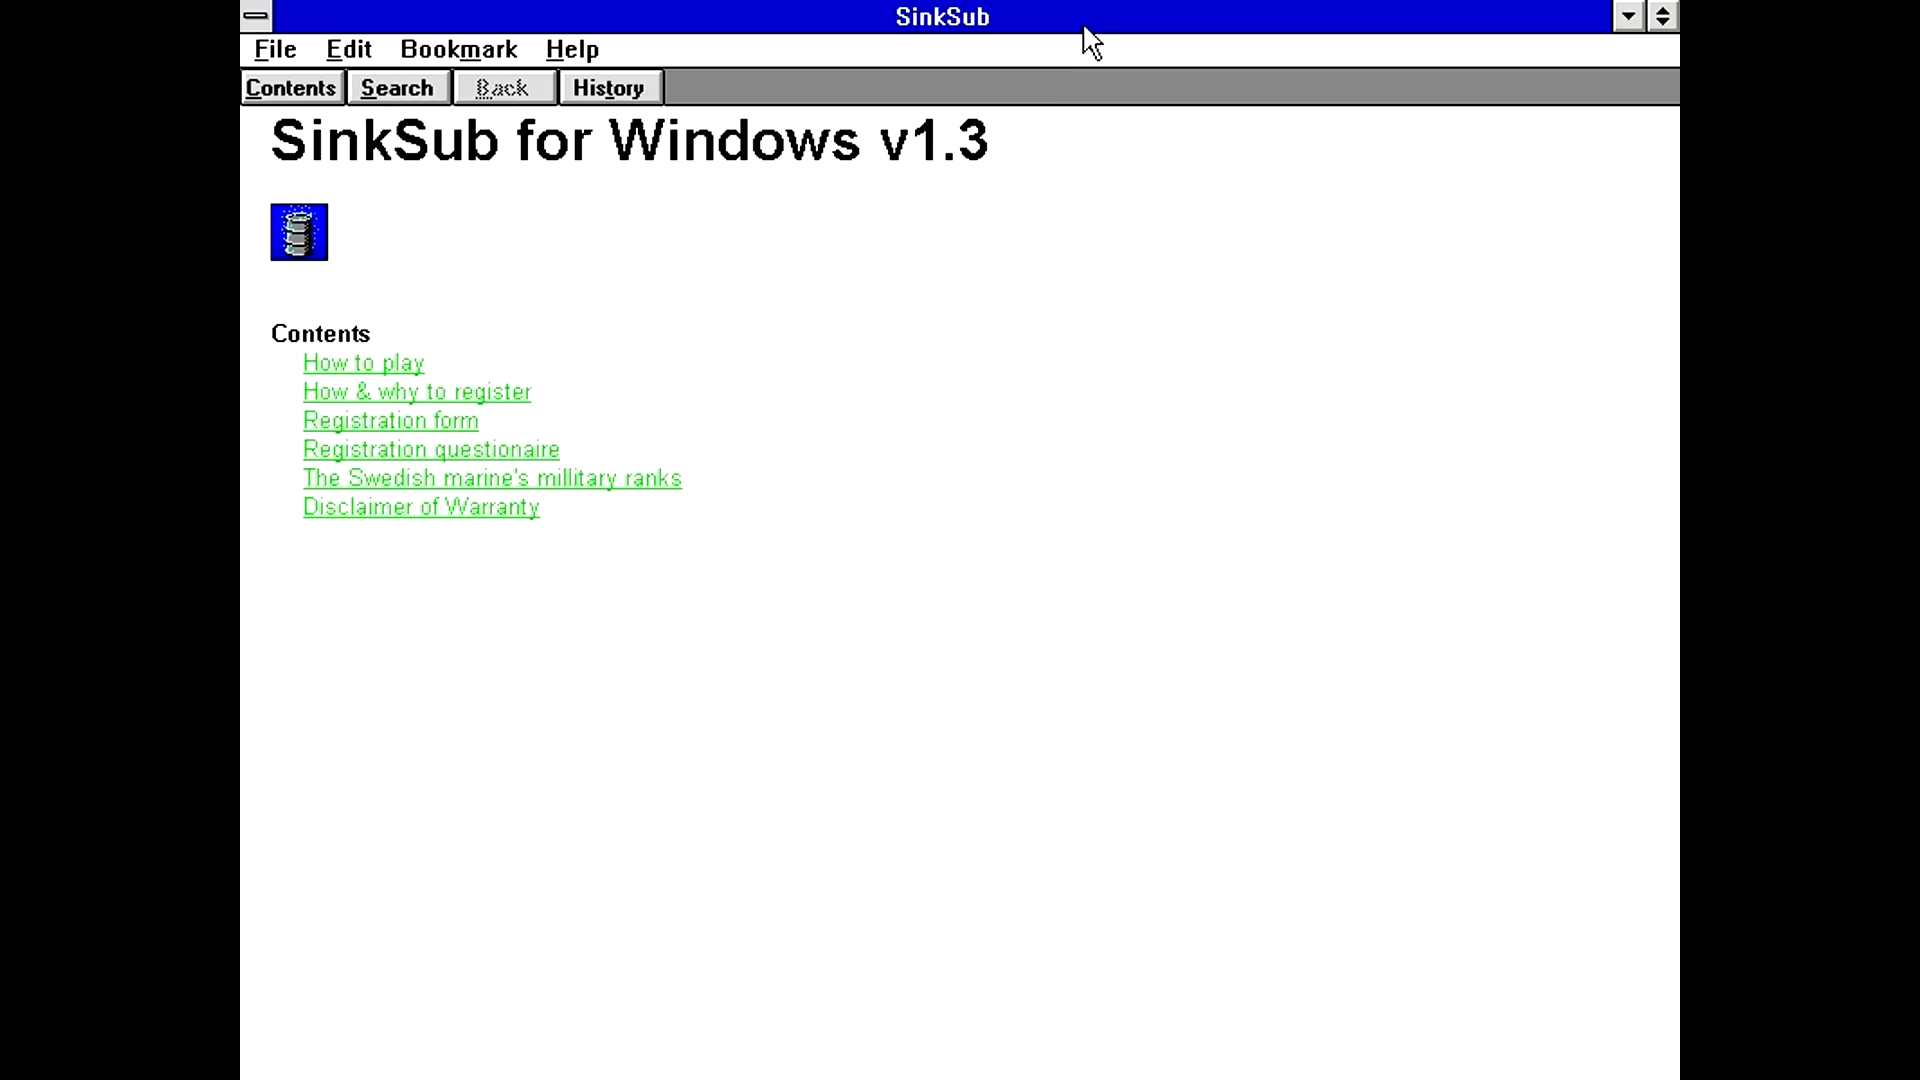 SinkSub
File Edit Bookmark Help
Contents Search Back History
SinkSub for Windows v1.3
Contents
How to play
How & why to register
Registration form
Registration questionaire
The Swedish marine's millitary ranks
Disclaimer of Warranty